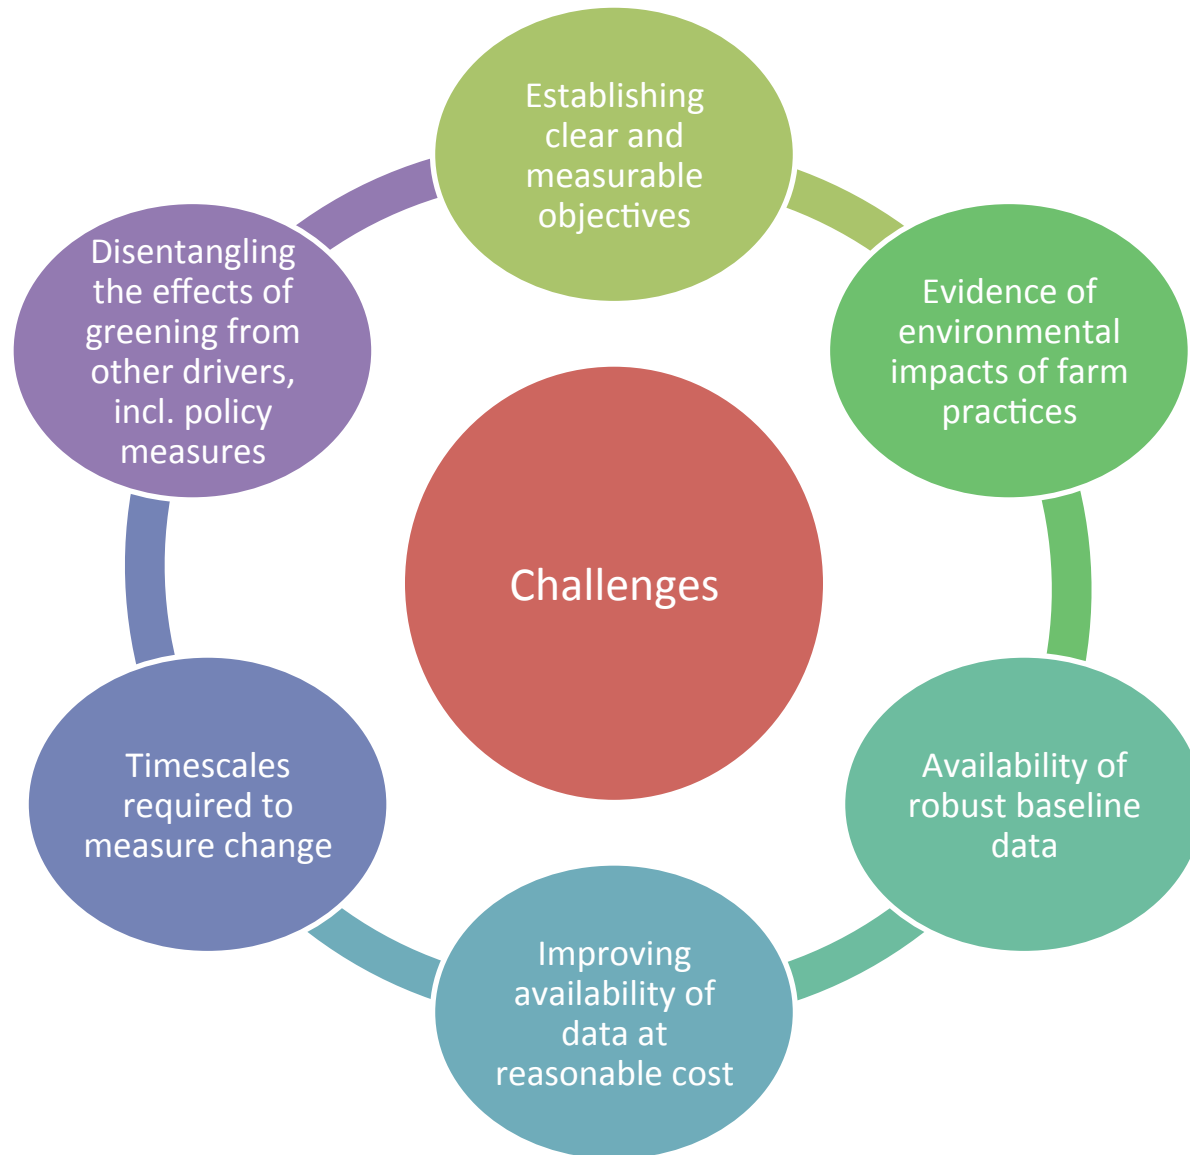 Establishing
clear and
measurable
objectives
Evidence of
environmental
impacts of farm
practices
Availability of
robust baseline
data
Improving
availability of
data at
reasonable cost
Timescales
required to
measure change
Disentangling
the effects of
greening from
other drivers,
incl. policy
measures
Challenges